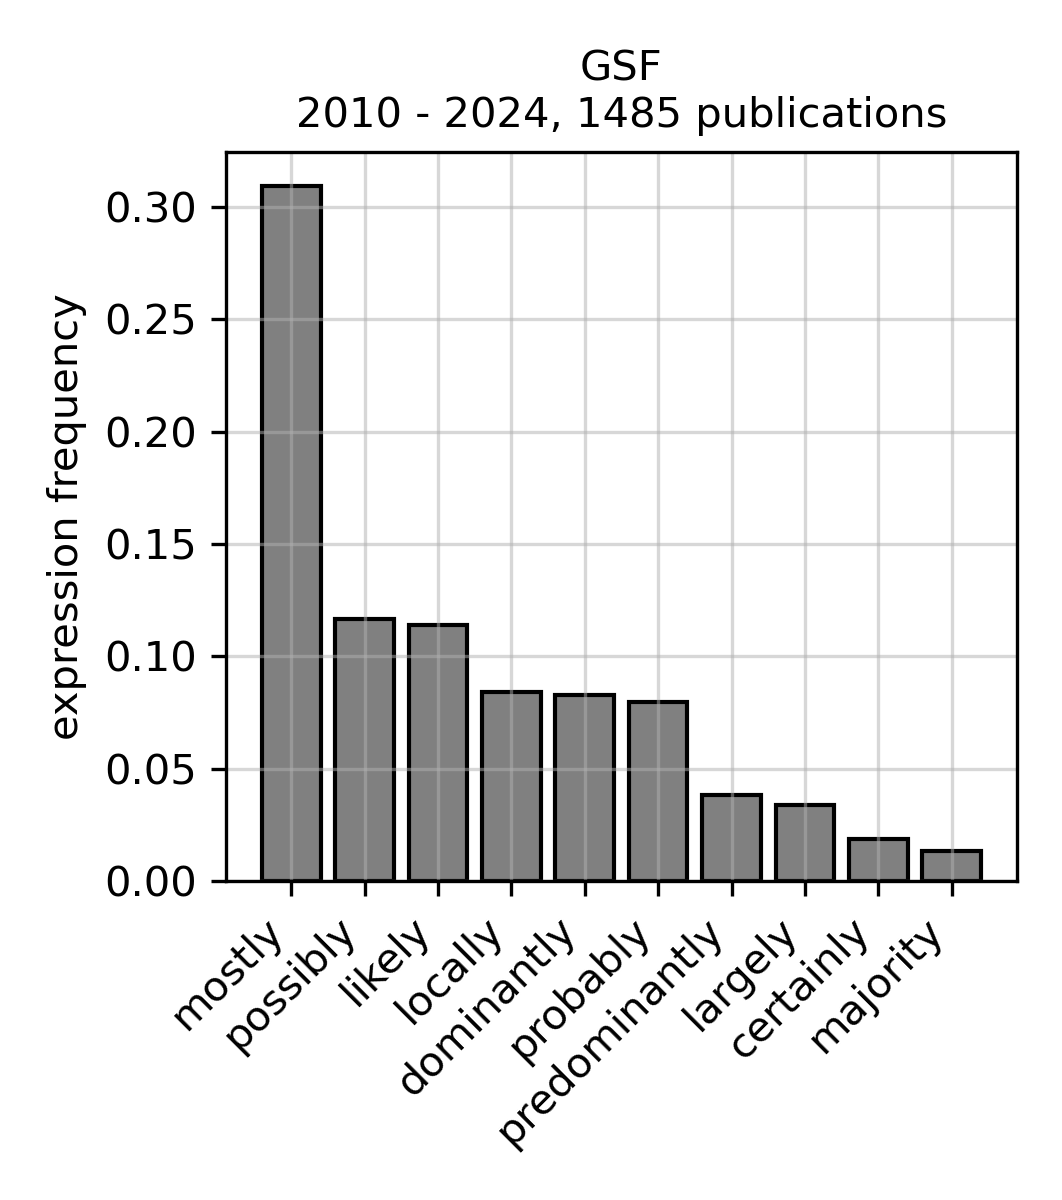 GSF
2010 - 2024, 1485 publications
expression frequency
0.30
0.25
0.20
0.15
0.10
0.05
0.00
mostly
possibly
likely
locally
dominantly
probably
predominantly
largely
certainly
majority